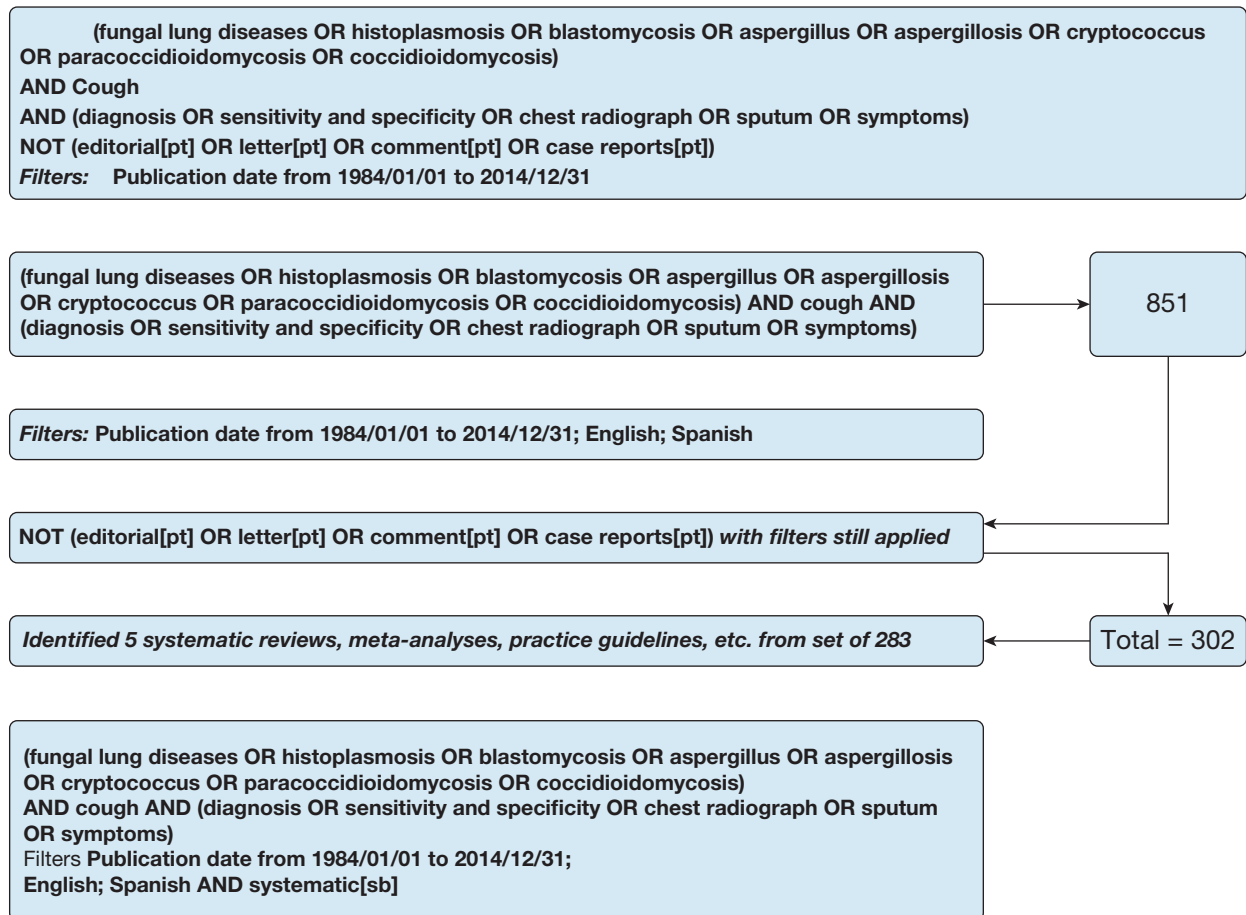 (fungal lung diseases OR histoplasmosis OR blastomycosis OR aspergillus OR aspergillosis OR cryptococcus
OR paracoccidioidomycosis OR coccidioidomycosis)
AND Cough
AND (diagnosis OR sensitivity and specificity OR chest radiograph OR sputum OR symptoms)
NOT (editorial[pt] OR letter[pt] OR comment[pt] OR case reports[pt])
Filters: Publication date from 1984/01/01 to 2014/12/31
(fungal lung diseases OR histoplasmosis OR blastomycosis OR aspergillus OR aspergillosis
OR cryptococcus OR paracoccidioidomycosis OR coccidioidomycosis) AND cough AND
(diagnosis OR sensitivity and specificity OR chest radiograph OR sputum OR symptoms)
851
Filters: Publication date from 1984/01/01 to 2014/12/31; English; Spanish
NOT (editorial[pt] OR letter[pt] OR comment[pt] OR case reports[pt]) with filters still applied
Identified 5 systematic reviews, meta-analyses, practice guidelines, etc. from set of 283
Total = 302
(fungal lung diseases OR histoplasmosis OR blastomycosis OR aspergillus OR aspergillosis
OR cryptococcus OR paracoccidioidomycosis OR coccidioidomycosis)
AND cough AND (diagnosis OR sensitivity and specificity OR chest radiograph OR sputum
OR symptoms)
Filters Publication date from 1984/01/01 to 2014/12/31;
English; Spanish AND systematic[sb]